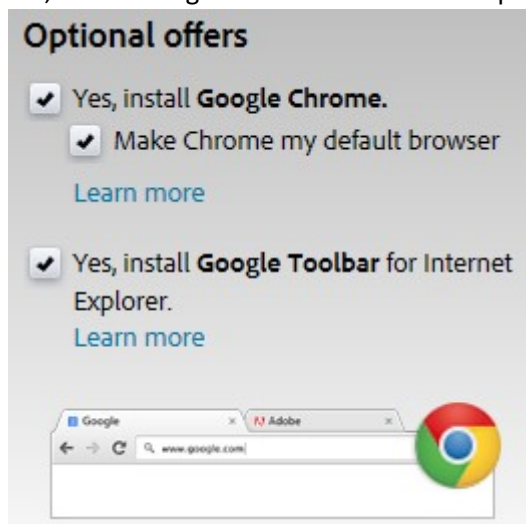 Optional offers
Yes, install Google Chrome.
Make Chrome my default browser
Learn more
Yes, install Google Toolbar for Internet
Explorer.
Learn more
Google
Adobe
www.google.com